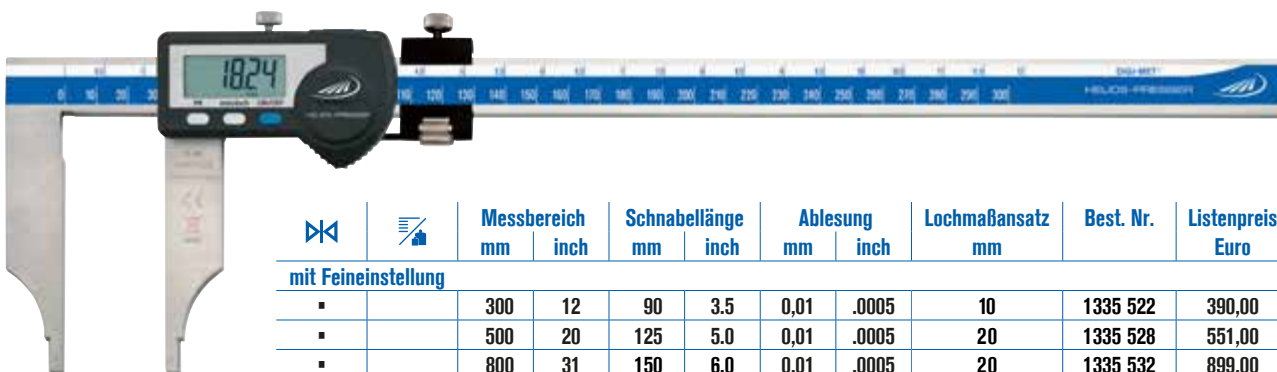 18.24
HELIOS-PREISSER
DIGI-MET
HELIOS-PREISSER
0 10 20 30
120 130 140 150 160 170 180 190 200 210 220 230 240 250 260 270 280 290 300
Messbereich Schnabellänge Ablesung Lochmaßansatz Best. Nr. Listenpreis
mm inch mm inch mm inch mm Euro
mit Feineinstellung
300 12 90 3.5 0,01 .0005 10 1335 522 390,00
500 20 125 5.0 0,01 .0005 20 1335 528 551,00
800 31 150 6.0 0,01 .0005 20 1335 532 899,00